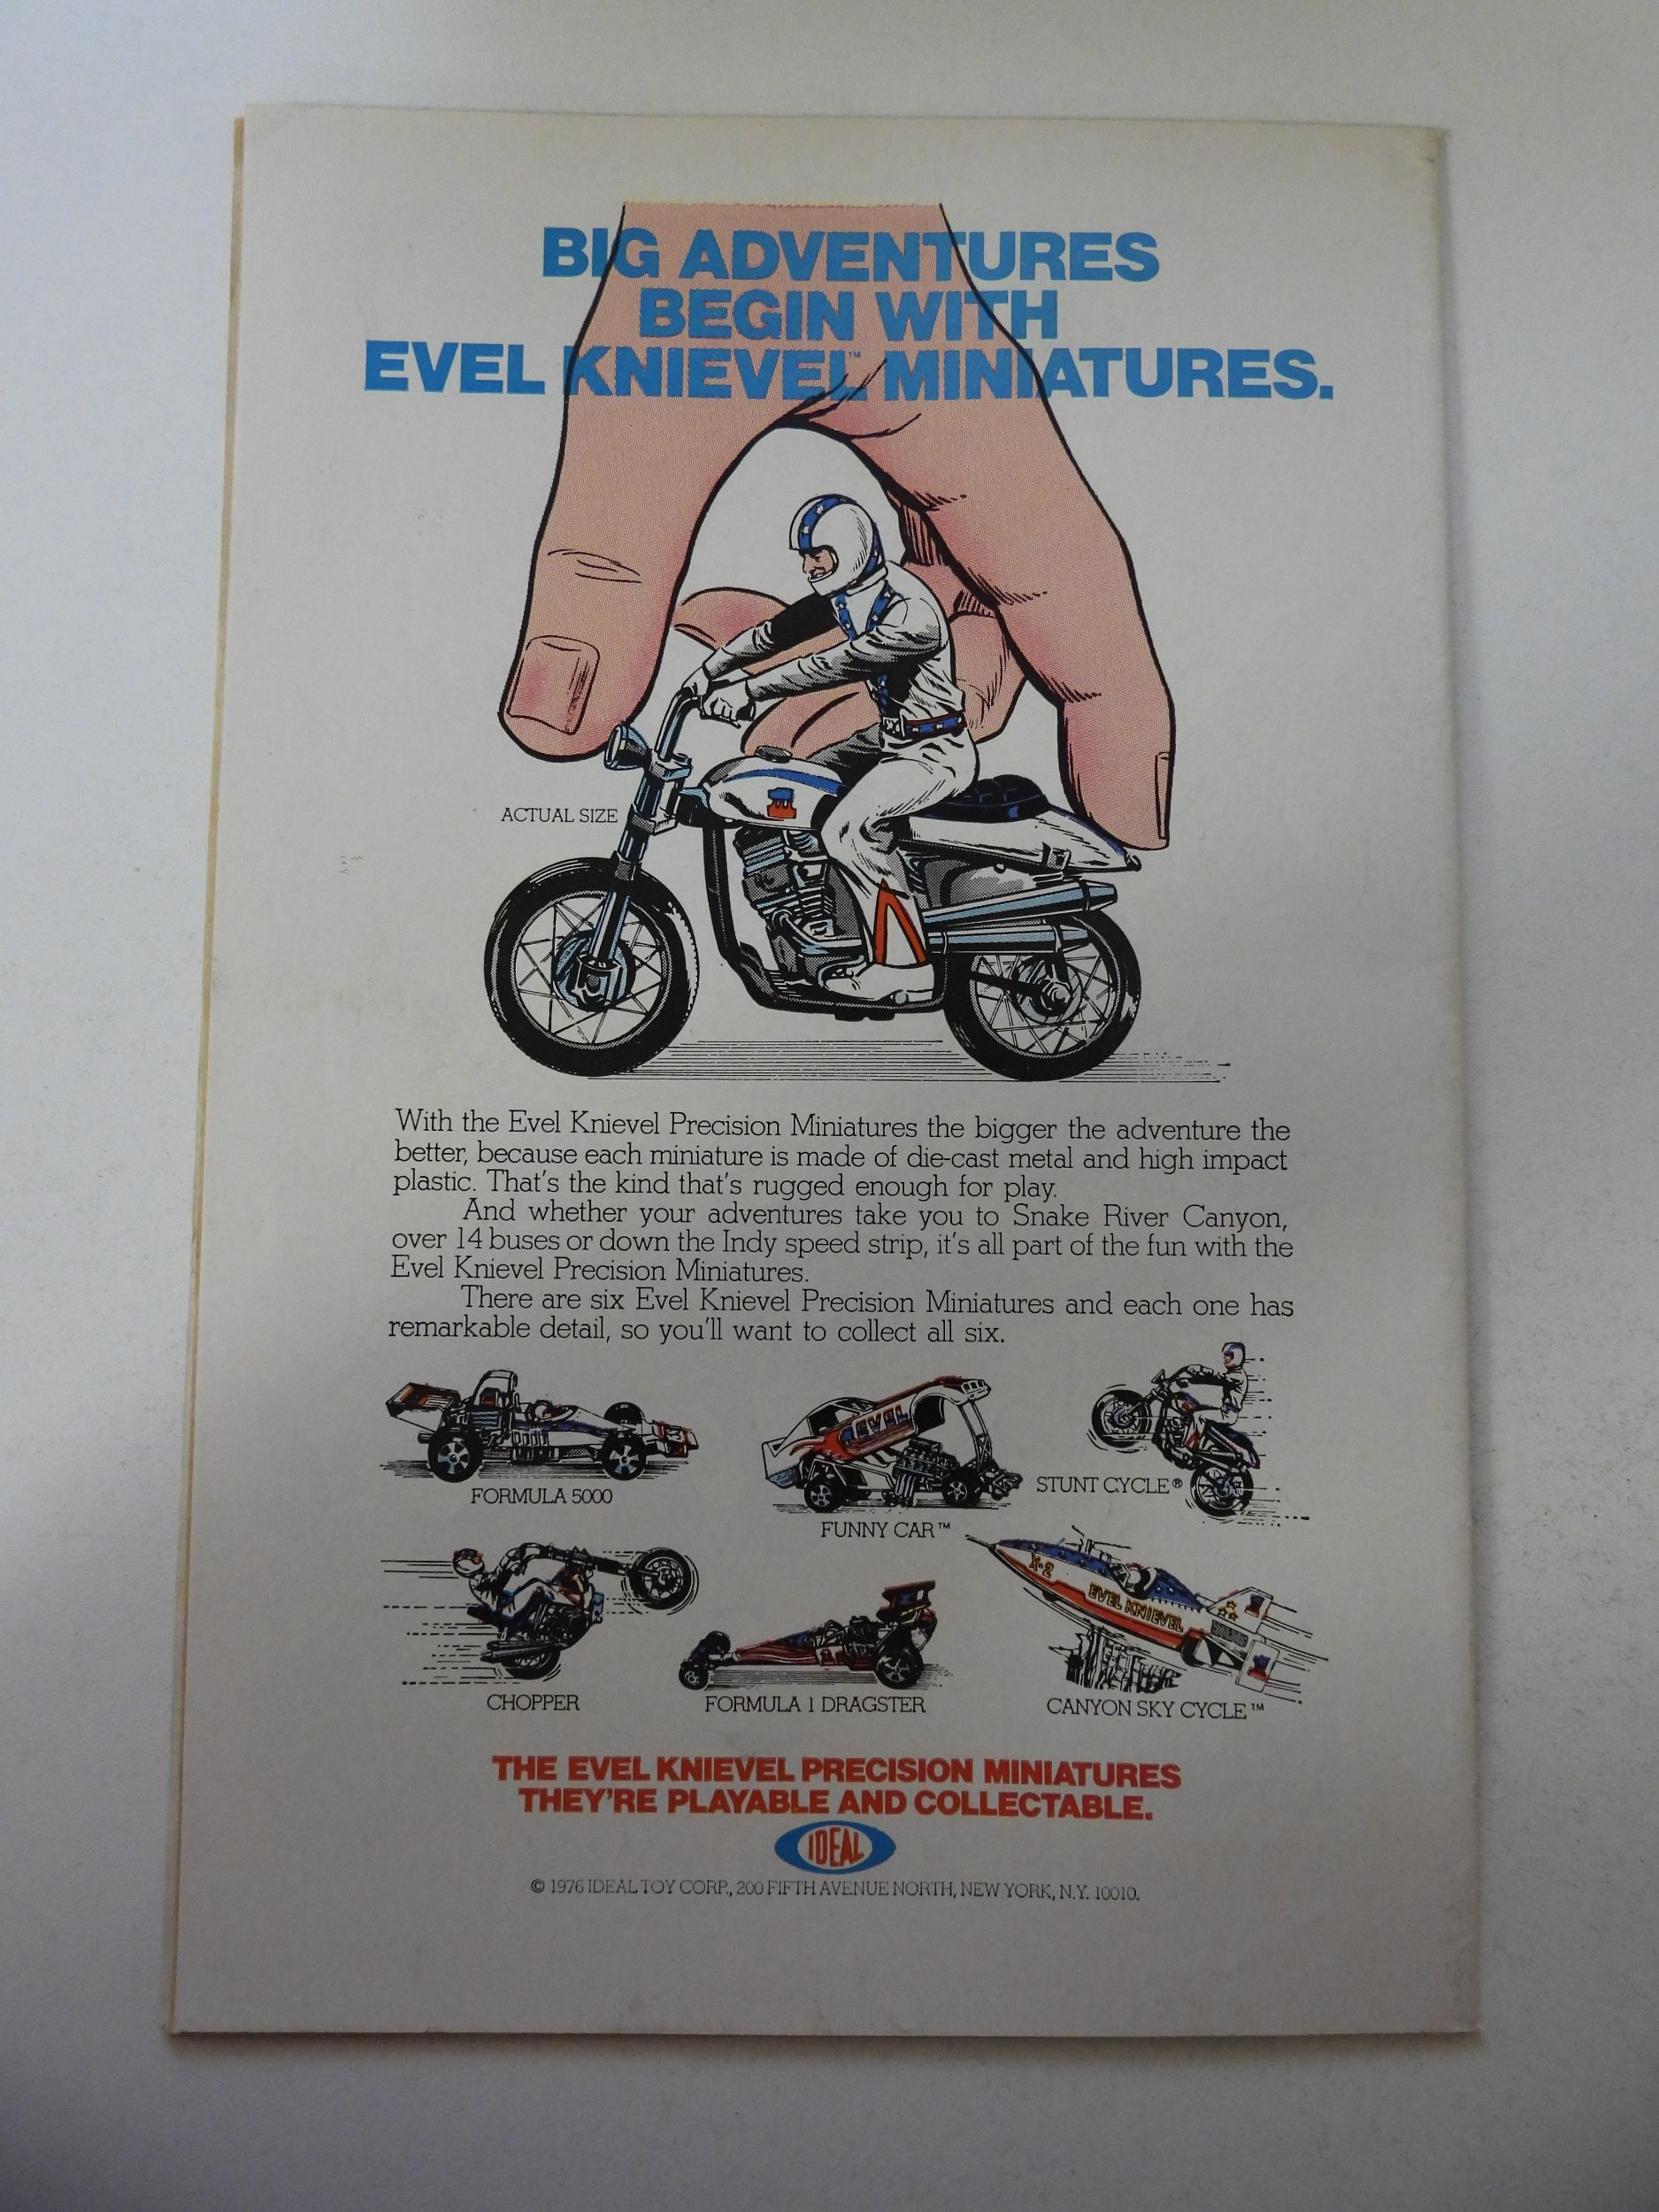 BIG ADVENTURES
BEGIN WITH
EVEL KNIEVEL™ MINIATURES.
ACTUAL SIZE
With the Evel Knievel Precision Miniatures the bigger the adventure the
better, because each miniature is made of die-cast metal and high impact
plastic. That's the kind that's rugged enough for play.
And whether your adventures take you to Snake River Canyon,
over 14 buses or down the Indy speed strip, it's all part of the fun with the
Evel Knievel Precision Miniatures.
There are six Evel Knievel Precision Miniatures and each one has
remarkable detail, so you'll want to collect all six.
EVEL
FORMULA 5000
FUNNY CAR™
STUNT CYCLE®
X-2
EVEL KNIEVEL
CHOPPER
FORMULA 1 DRAGSTER
CANYON SKY CYCLE™
THE EVEL KNIEVEL PRECISION MINIATURES
THEY'RE PLAYABLE AND COLLECTABLE.
IDEAL
© 1976 IDEAL TOY CORP., 200 FIFTH AVENUE NORTH, NEW YORK, N.Y. 10010.